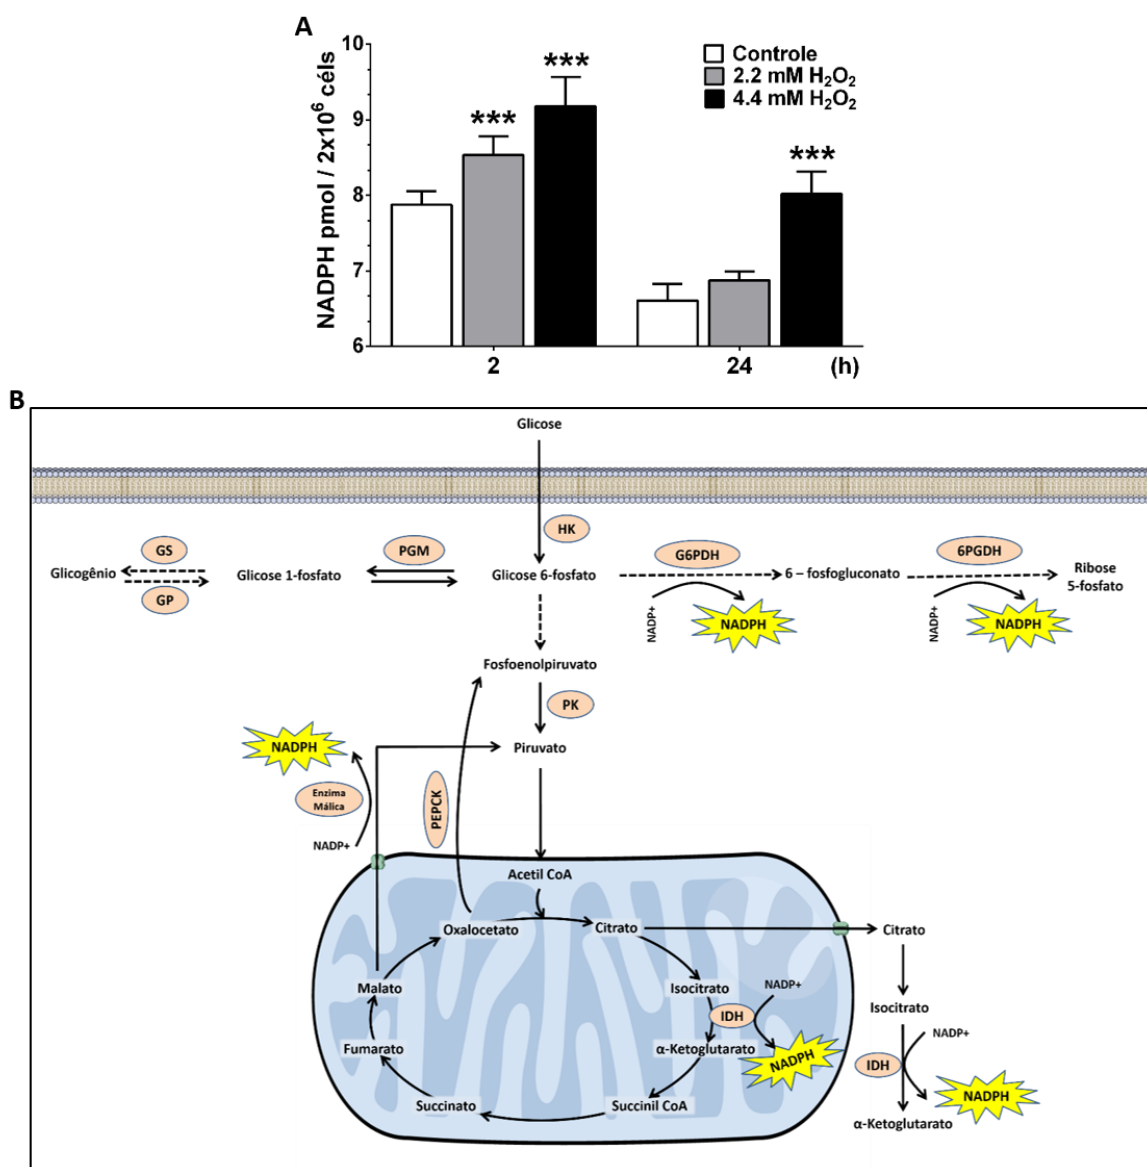 A
NADPH pmol / 2x10⁶ céls
10
9
8
7
6
***
***
***
Controle
2.2 mM H₂O₂
4.4 mM H₂O₂
2
24
(h)
B
Glicose
HK
GS
PGM
G6PDH
6PGDH
Glicogênio
Glicose 1-fosfato
Glicose 6-fosfato
6 – fosfogluconato
Ribose
5-fosfato
GP
NADP+
NADPH
NADP+
NADPH
Fosfoenolpiruvato
PK
NADPH
Piruvato
Enzima
Málica
PEPCK
NADP+
Acetil CoA
Oxalocetato
Citrato
Citrato
Malato
Isocitrato
NADP+
Isocitrato
IDH
NADP+
Fumarato
α-Ketoglutarato
NADPH
IDH
NADPH
Succinato
Succinil CoA
α-Ketoglutarato